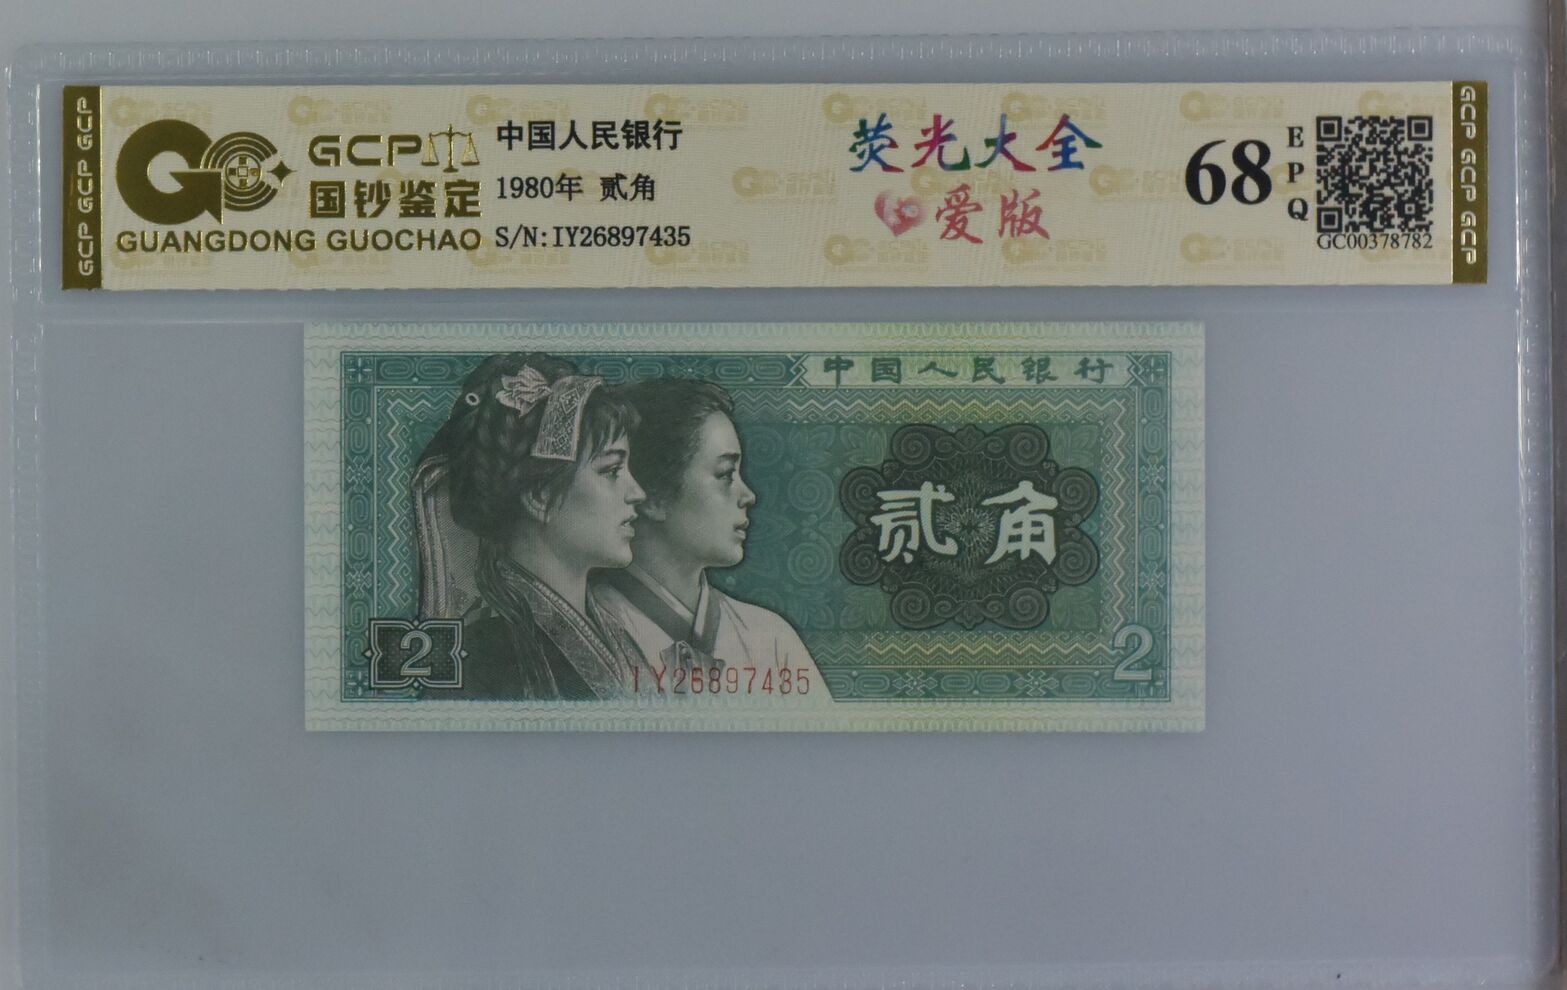 GCP GCP GCP
GCP
国钞鉴定
GUANGDONG GUOCHAO
中国人民银行
1980年 贰角
S/N:IY26897435
荧光大全
爱版
68
EPQ
GC00378782
GCP GCP GCP
中国人民银行
贰角
2
IY26897435
2